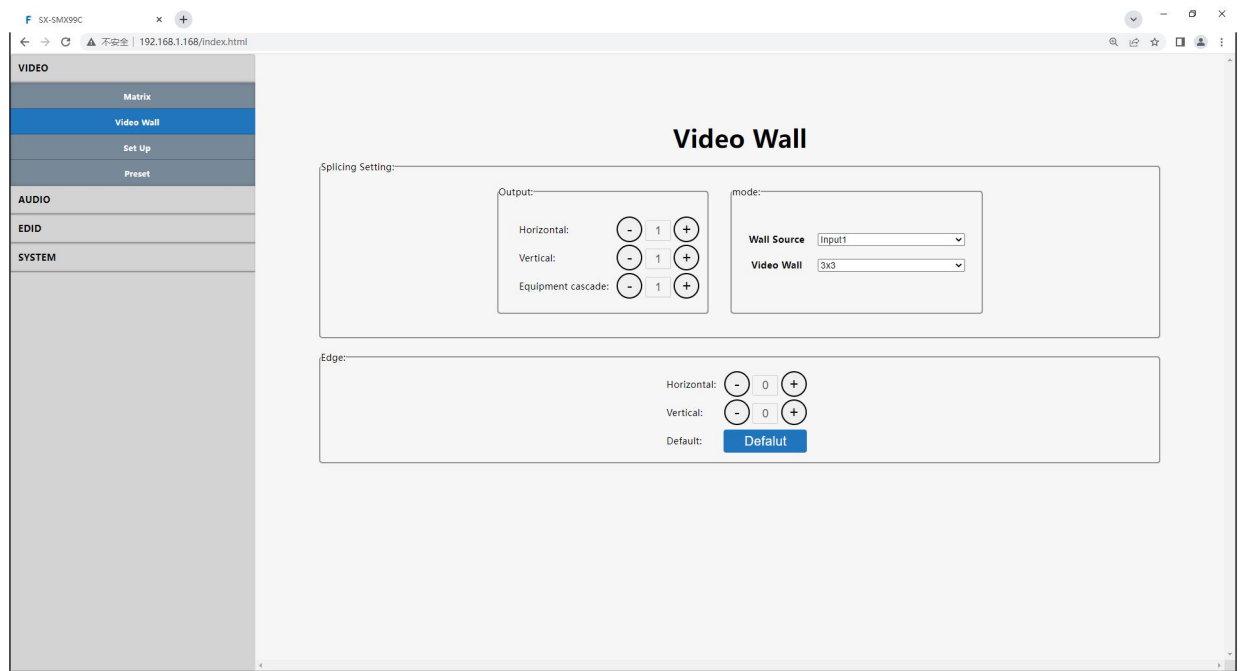 F SX-SMX99C
不安全 192.168.1.168/index.html
VIDEO
Matrix
Video Wall
Set Up
Preset
AUDIO
EDID
SYSTEM
Video Wall
Splicing Setting:
Output:
Horizontal: - 1 +
Vertical: - 1 +
Equipment cascade: - 1 +
mode:
Wall Source Input1
Video Wall 3x3
Edge:
Horizontal: - 0 +
Vertical: - 0 +
Default: Defalut